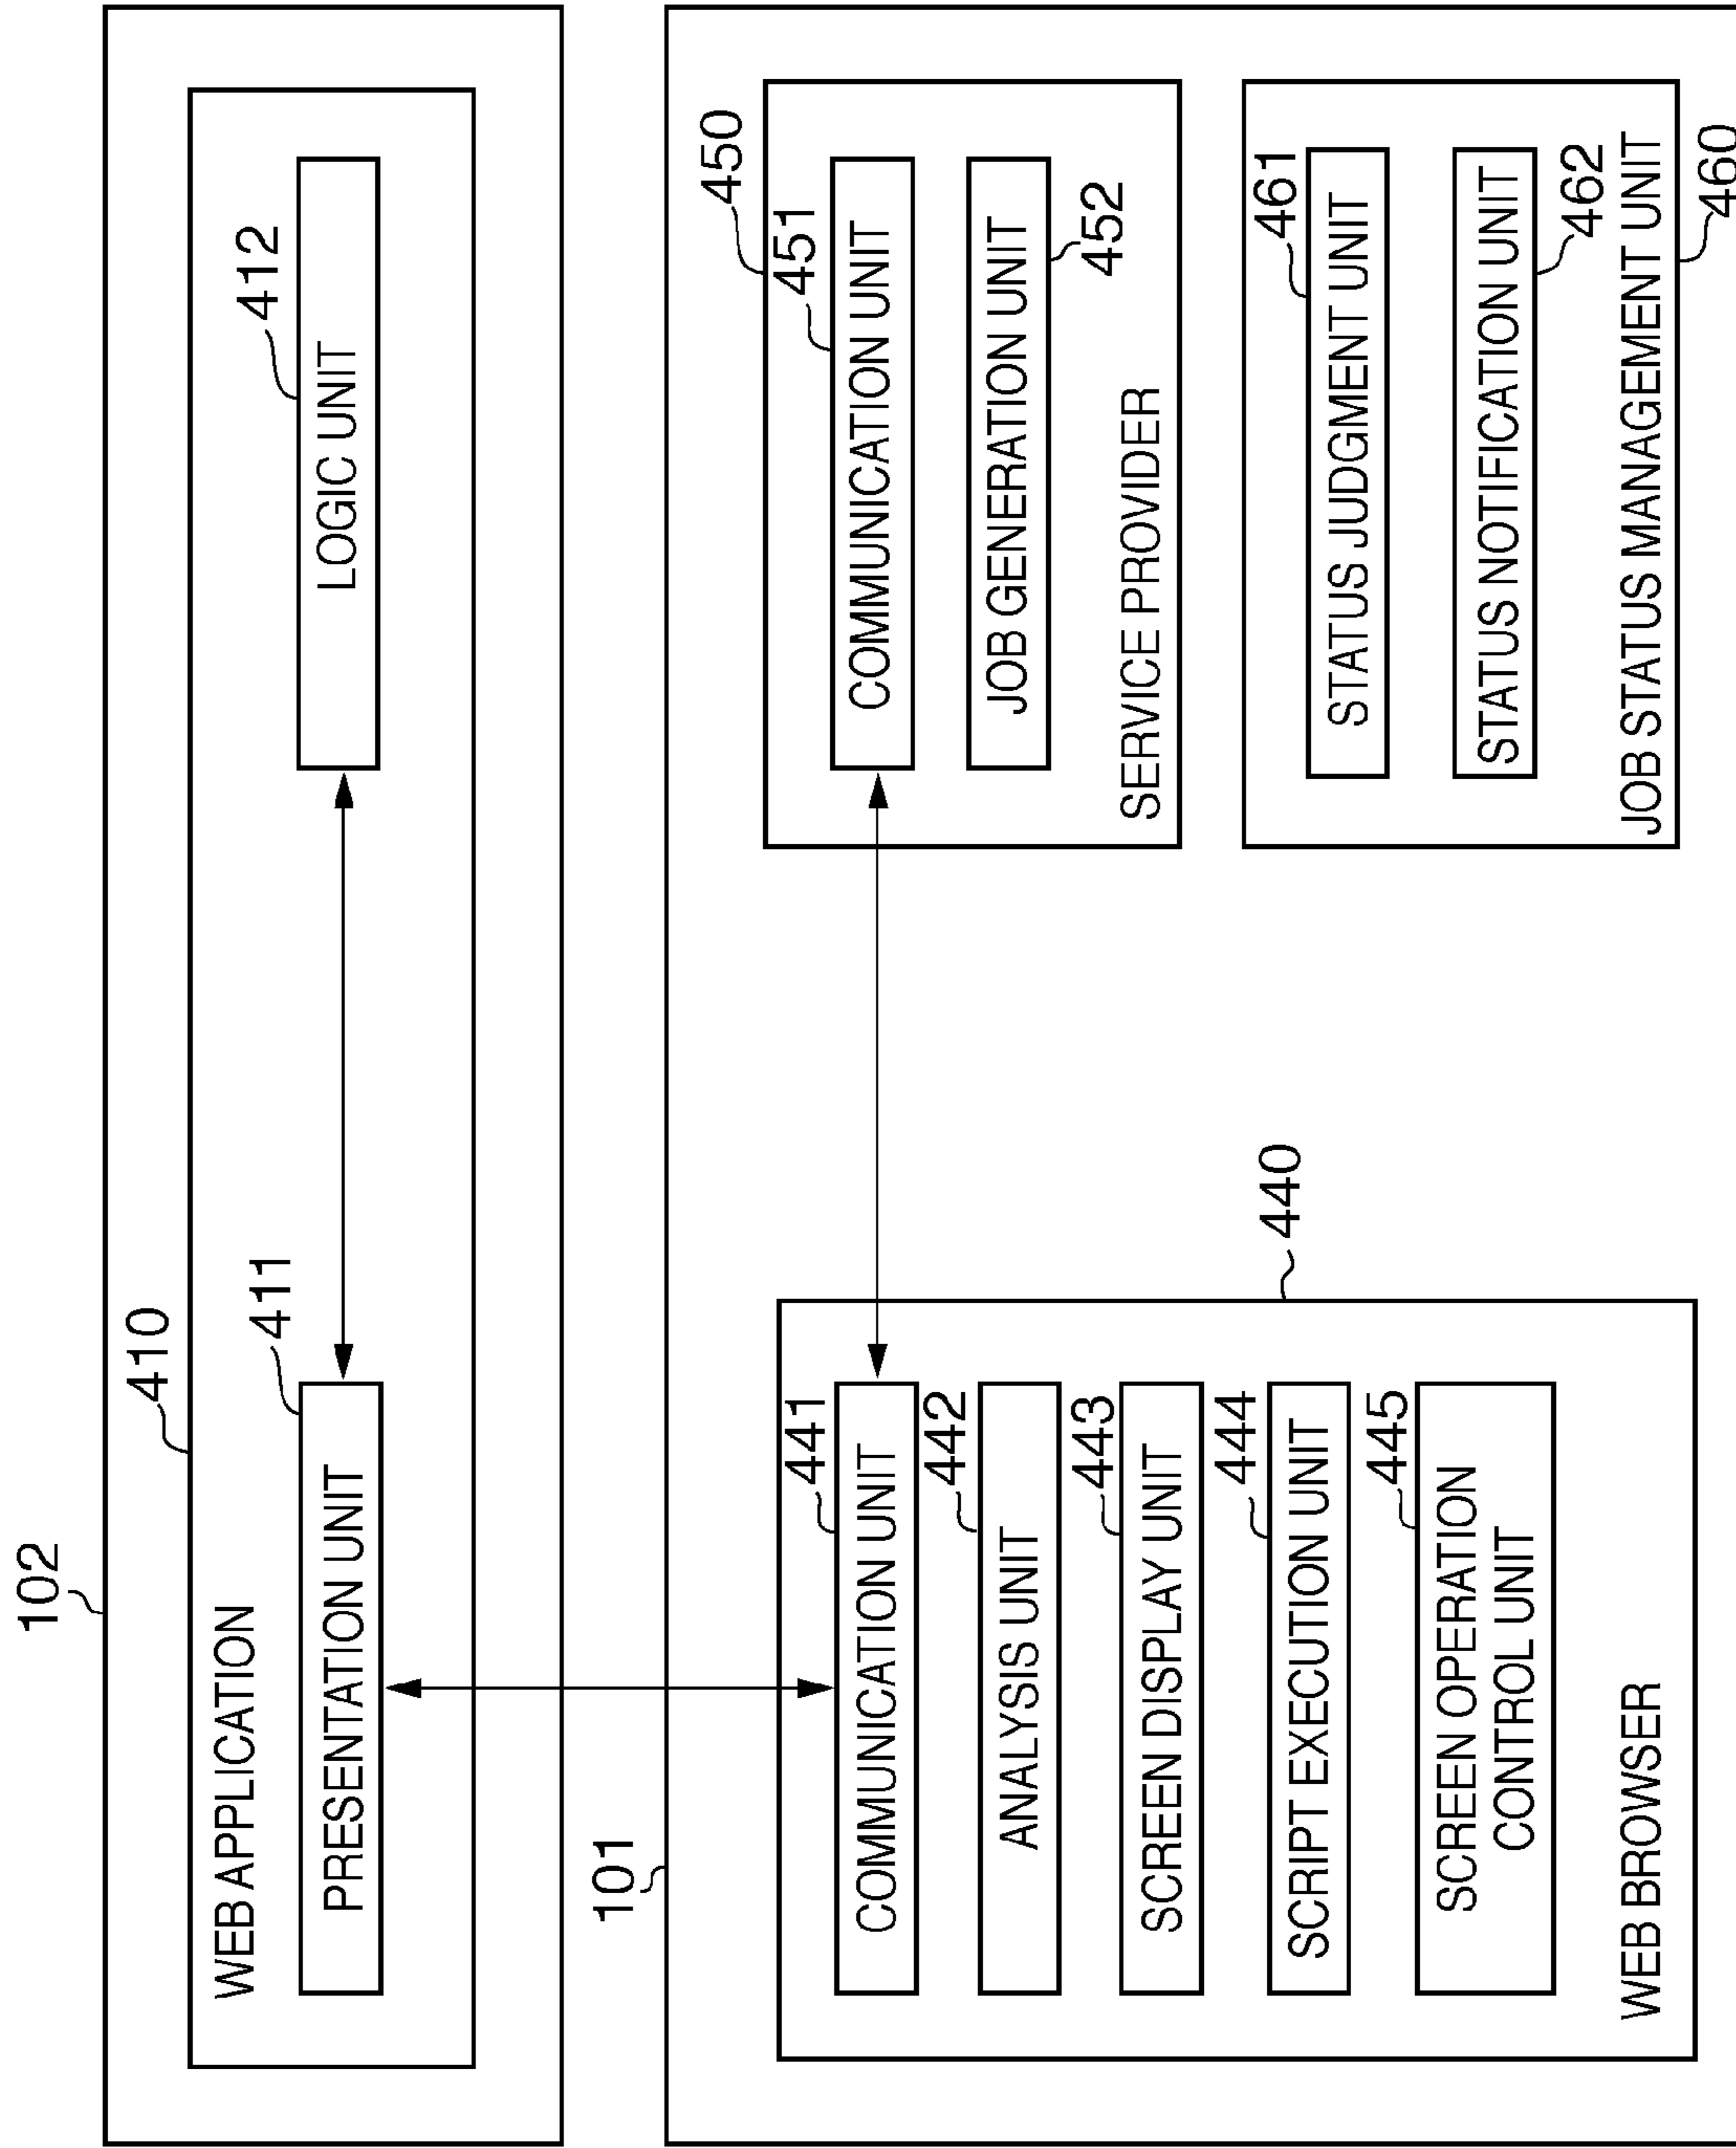 102
410
WEB APPLICATION
411
PRESENTATION UNIT
412
LOGIC UNIT
101
440
441
COMMUNICATION UNIT
442
ANALYSIS UNIT
443
SCREEN DISPLAY UNIT
444
SCRIPT EXECUTION UNIT
445
SCREEN OPERATION
CONTROL UNIT
WEB BROWSER
450
451
COMMUNICATION UNIT
JOB GENERATION UNIT
452
SERVICE PROVIDER
461
STATUS JUDGMENT UNIT
STATUS NOTIFICATION UNIT
462
JOB STATUS MANAGEMENT UNIT
460